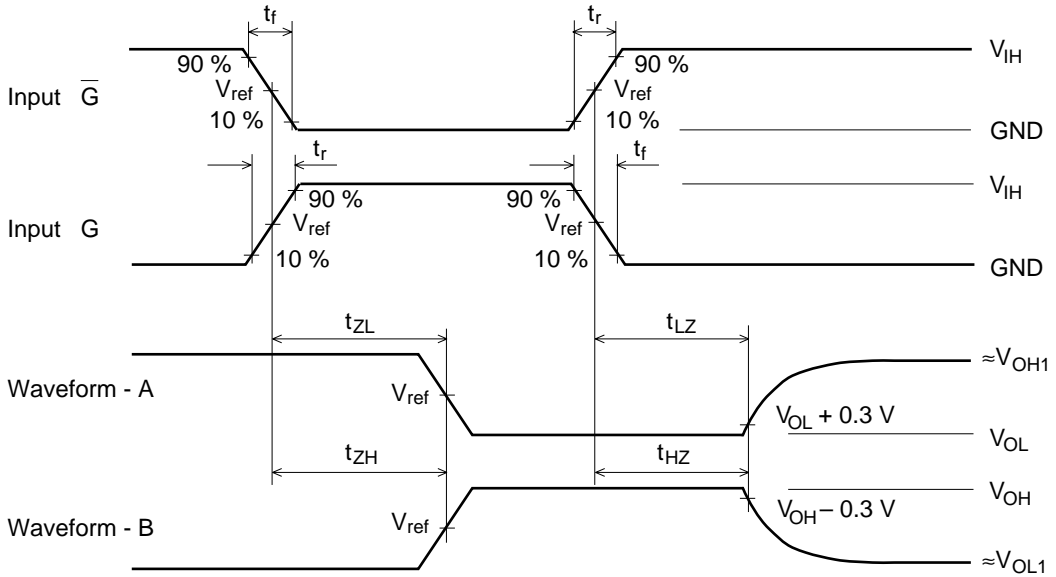 tf tr
90 % 90 % VIH
Input G̅ Vref Vref
10 % 10 % GND
tr tf
90 % 90 % VIH
Input G Vref Vref
10 % 10 % GND
tZL tLZ
≈VOH1
Waveform - A Vref VOL + 0.3 V
VOL
tZH tHZ
VOH
Waveform - B Vref VOH – 0.3 V
≈VOL1